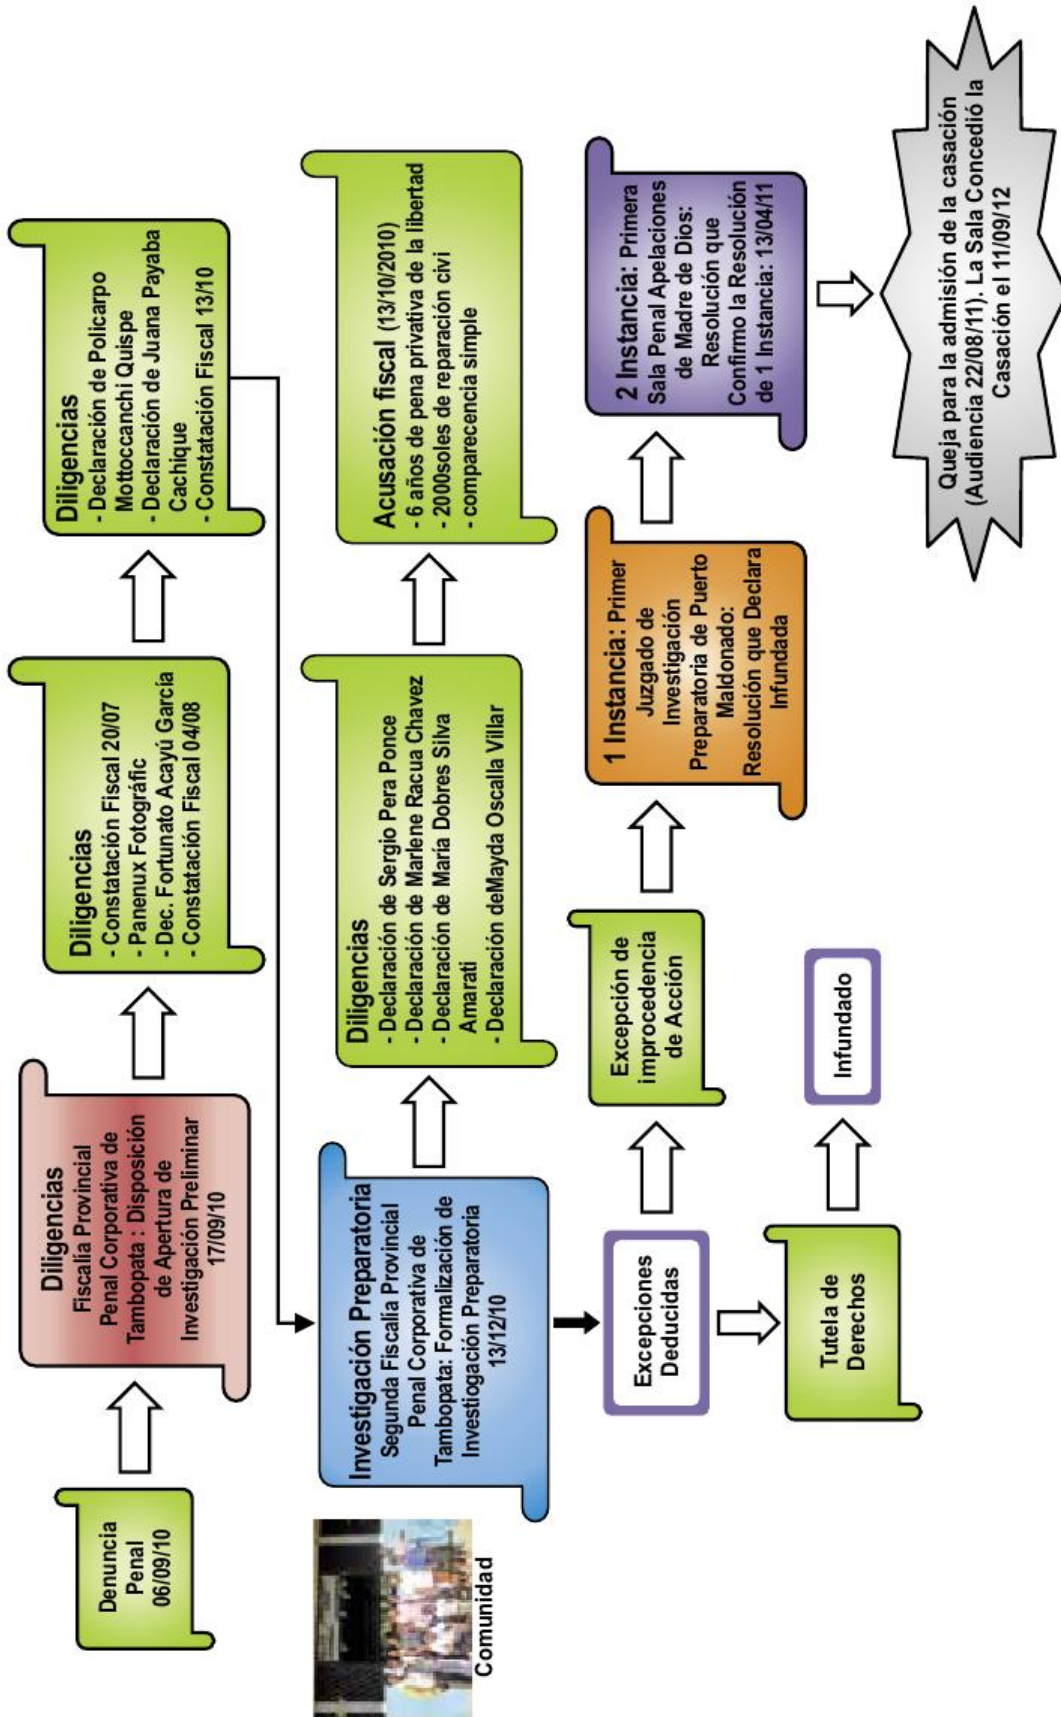 Denuncia
Penal
06/09/10
Diligencias
Fiscalía Provincial
Penal Corporativa de
Tambopata : Disposición
de Apertura de
Investigación Preliminar
17/09/10
Diligencias
- Constatación Fiscal 20/07
- Panenux Fotográfic
- Dec. Fortunato Acayú García
- Constatación Fiscal 04/08
Diligencias
- Declaración de Policarpo
Mottoccanchi Quispe
- Declaración de Juana Payaba
Cachique
- Constatación Fiscal 13/10
Comunidad
Investigación Preparatoria
Segunda Fiscalía Provincial
Penal Corporativa de
Tambopata: Formalización de
Investiogación Preparatoria
13/12/10
Diligencias
- Declaración de Sergio Pera Ponce
- Declaración de Marlene Racua Chavez
- Declaración de María Dobres Silva
Amarati
- Declaración deMayda Oscalla Villar
Acusación fiscal (13/10/2010)
- 6 años de pena privativa de la libertad
- 2000soles de reparación civi
- comparecencia simple
Excepciones
Deducidas
Excepción de
improcedencia
de Acción
1 Instancia: Primer
Juzgado de
Investigación
Preparatoria de Puerto
Maldonado:
Resolución que Declara
Infundada
2 Instancia: Primera
Sala Penal Apelaciones
de Madre de Dios:
Resolución que
Confirmo la Resolución
de 1 Instancia: 13/04/11
Tutela de
Derechos
Infundado
Queja para la admisión de la casación
(Audiencia 22/08/11). La Sala Concedió la
Casación el 11/09/12